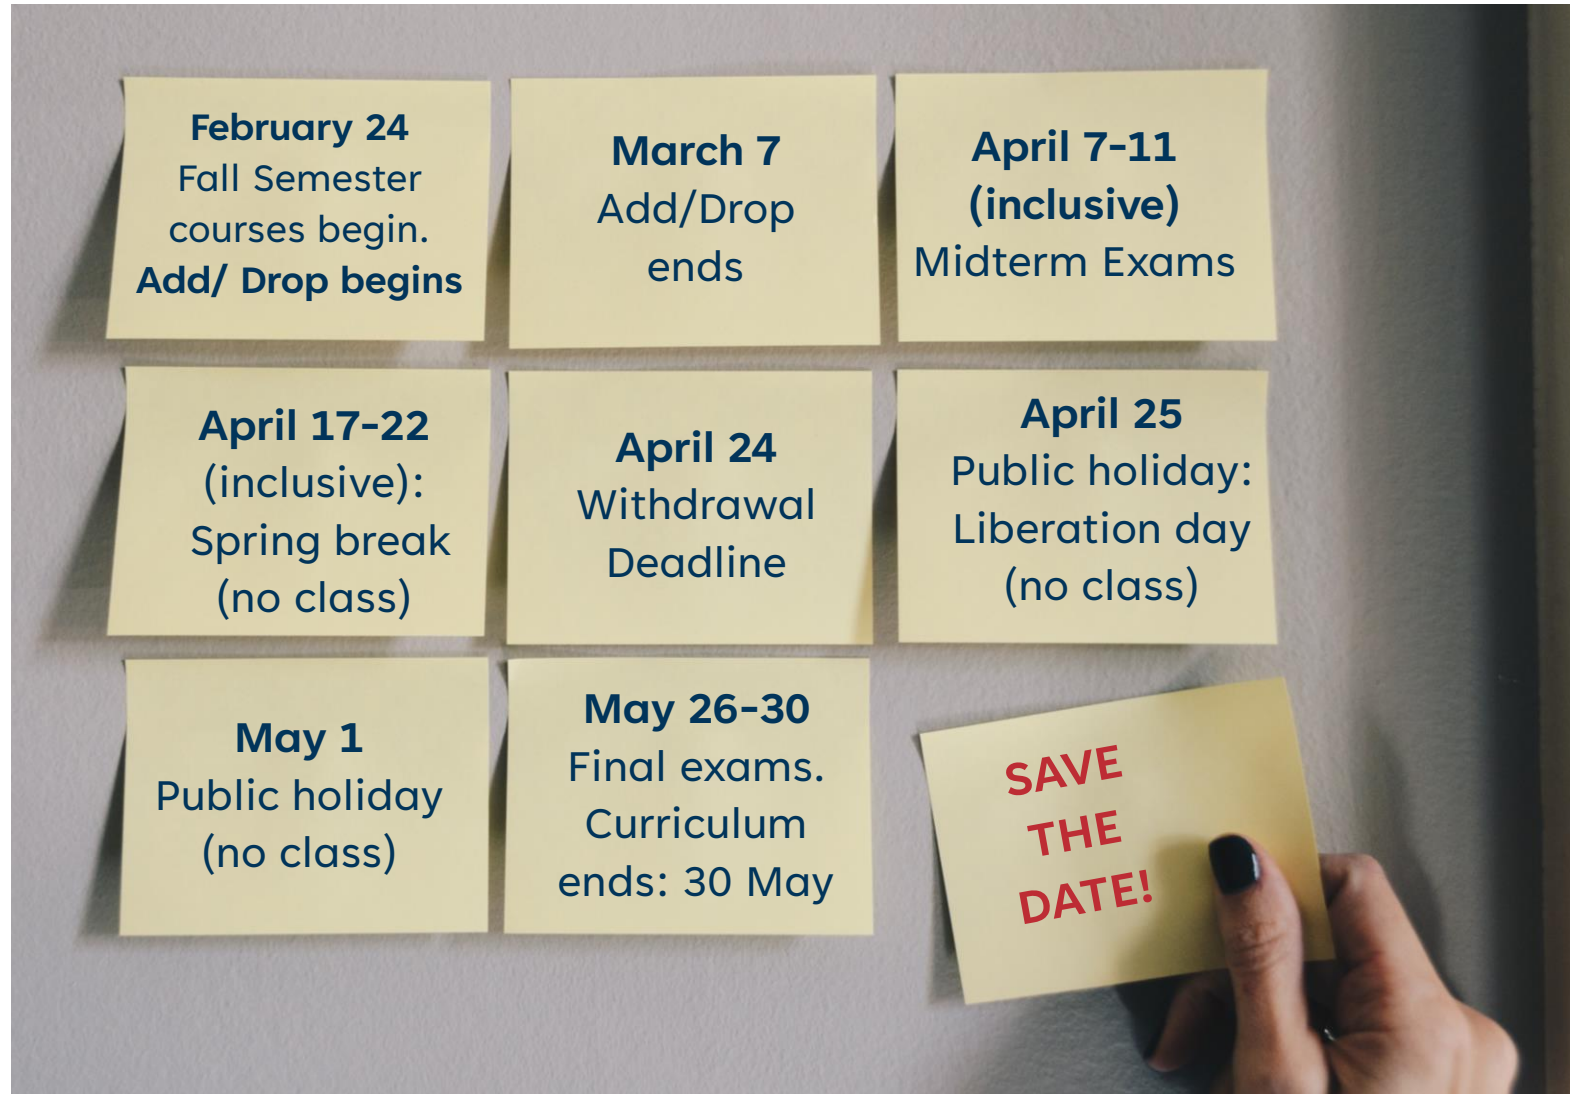 February 24
Fall Semester
courses begin.
Add/ Drop begins
March 7
Add/Drop
ends
April 7-11
(inclusive)
Midterm Exams
April 17-22
(inclusive):
Spring break
(no class)
April 24
Withdrawal
Deadline
April 25
Public holiday:
Liberation day
(no class)
May 1
Public holiday
(no class)
May 26-30
Final exams.
Curriculum
ends: 30 May
SAVE
THE
DATE!